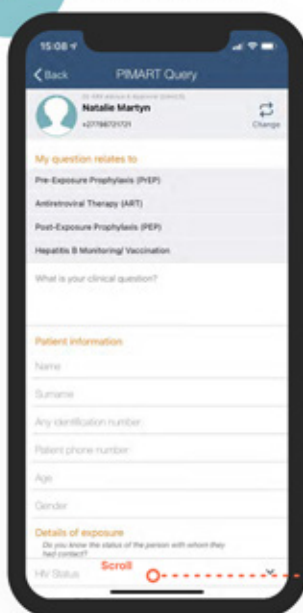 15:08
Back
PIMART Query
Natalie Martyn
+27788721721
Change
My question relates to
Pre-Exposure Prophylaxis (PrEP)
Antiretroviral Therapy (ART)
Post-Exposure Prophylaxis (PEP)
Hepatitis B Monitoring/ Vaccination
What is your clinical question?
Patient information
Name
Surname
Any identification number
Patient phone number
Age
Gender
Details of exposure
Do you know the status of the person with whom they
had contact?
Scroll
HIV Status